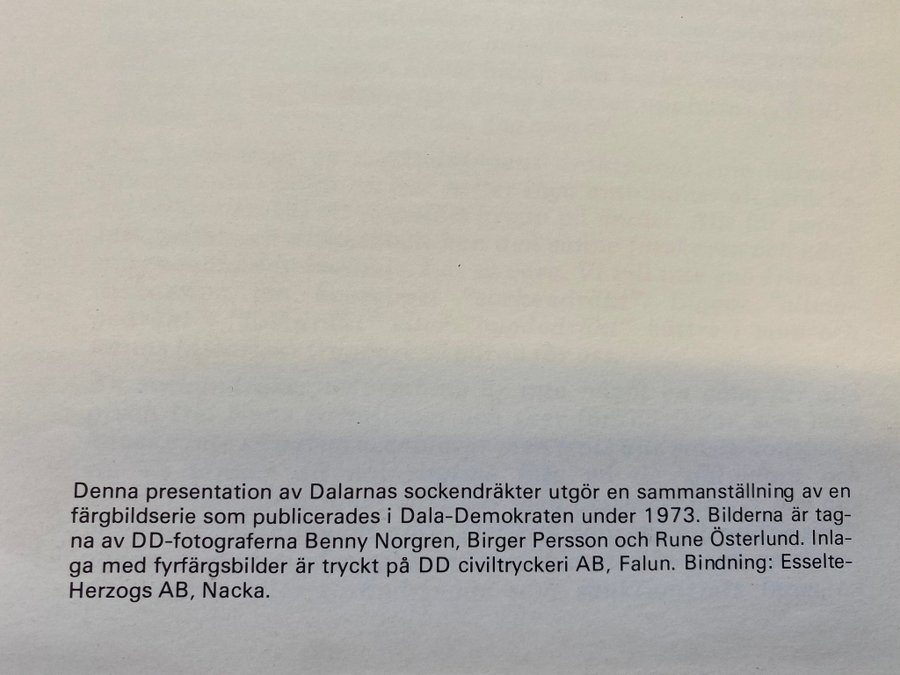 Denna presentation av Dalarnas sockendräkter utgör en sammanställning av en
färgbildserie som publicerades i Dala-Demokraten under 1973. Bilderna är tag-
na av DD-fotograferna Benny Norgren, Birger Persson och Rune Österlund. Inla-
ga med fyrfärgsbilder är tryckt på DD civiltryckeri AB, Falun. Bindning: Esselte-
Herzogs AB, Nacka.